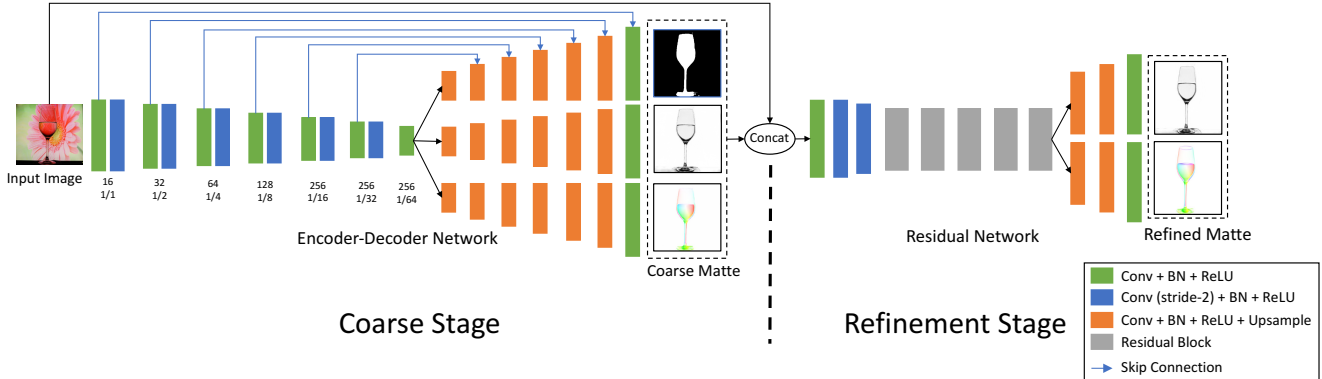 Input Image
16
1/1
32
1/2
64
1/4
128
1/8
256
1/16
256
1/32
256
1/64
Encoder-Decoder Network
Coarse Matte
Concat
Residual Network
Refined Matte
Coarse Stage
Refinement Stage
Conv + BN + ReLU
Conv (stride-2) + BN + ReLU
Conv + BN + ReLU + Upsample
Residual Block
Skip Connection